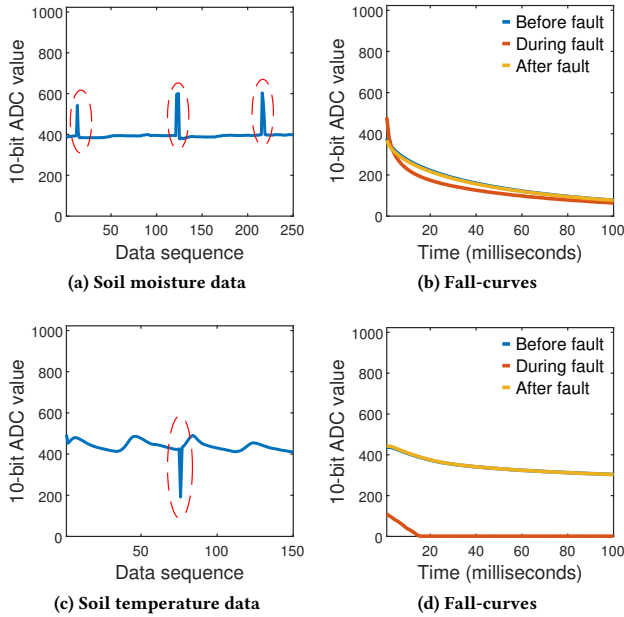 1000
800
600
400
200
0
10-bit ADC value
50 100 150 200 250
Data sequence
(a) Soil moisture data
1000
800
600
400
200
0
10-bit ADC value
Before fault
During fault
After fault
20 40 60 80 100
Time (milliseconds)
(b) Fall-curves
1000
800
600
400
200
0
10-bit ADC value
50 100 150
Data sequence
(c) Soil temperature data
1000
800
600
400
200
0
10-bit ADC value
Before fault
During fault
After fault
20 40 60 80 100
Time (milliseconds)
(d) Fall-curves